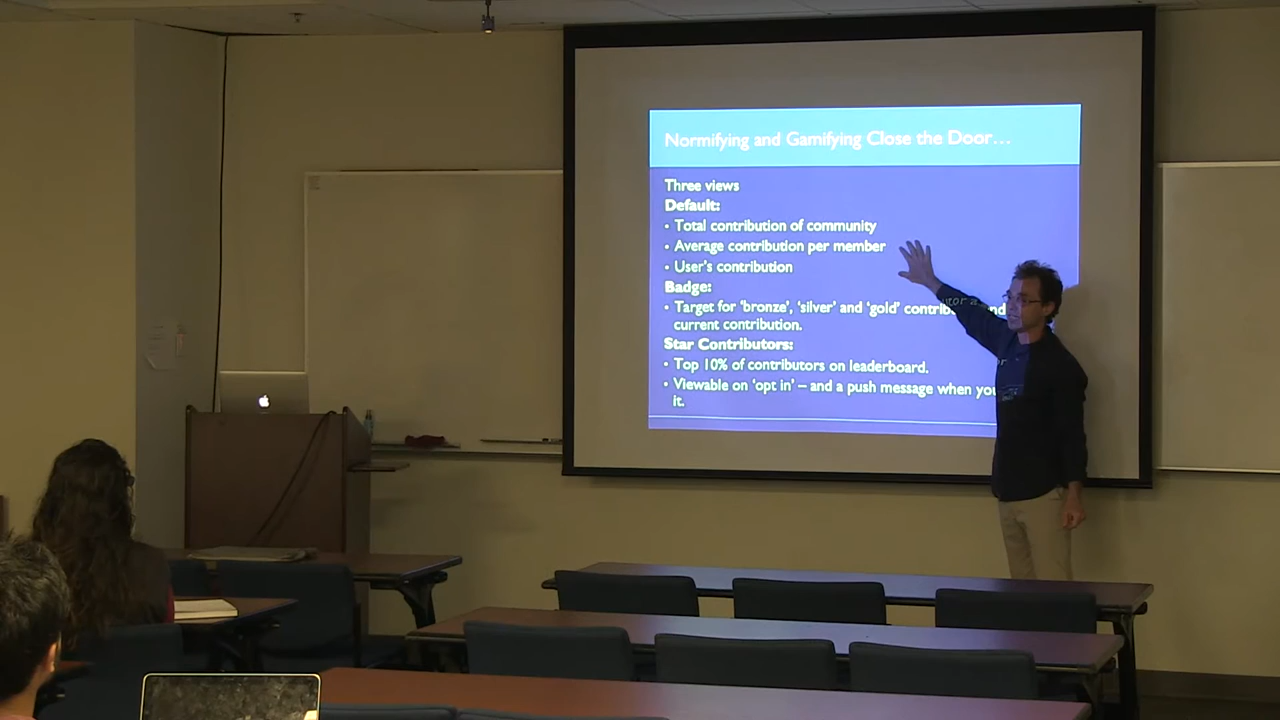 Normifying and Gamifying Close the Door...
Three views
Default:
• Total contribution of community
• Average contribution per member
• User's contribution
Badge:
• Target for 'bronze', 'silver' and 'gold'
current contribution.
Star Contributors:
• Top 10% of contributors on leaderboard.
• Viewable on 'opt in' – and a push message when
it.